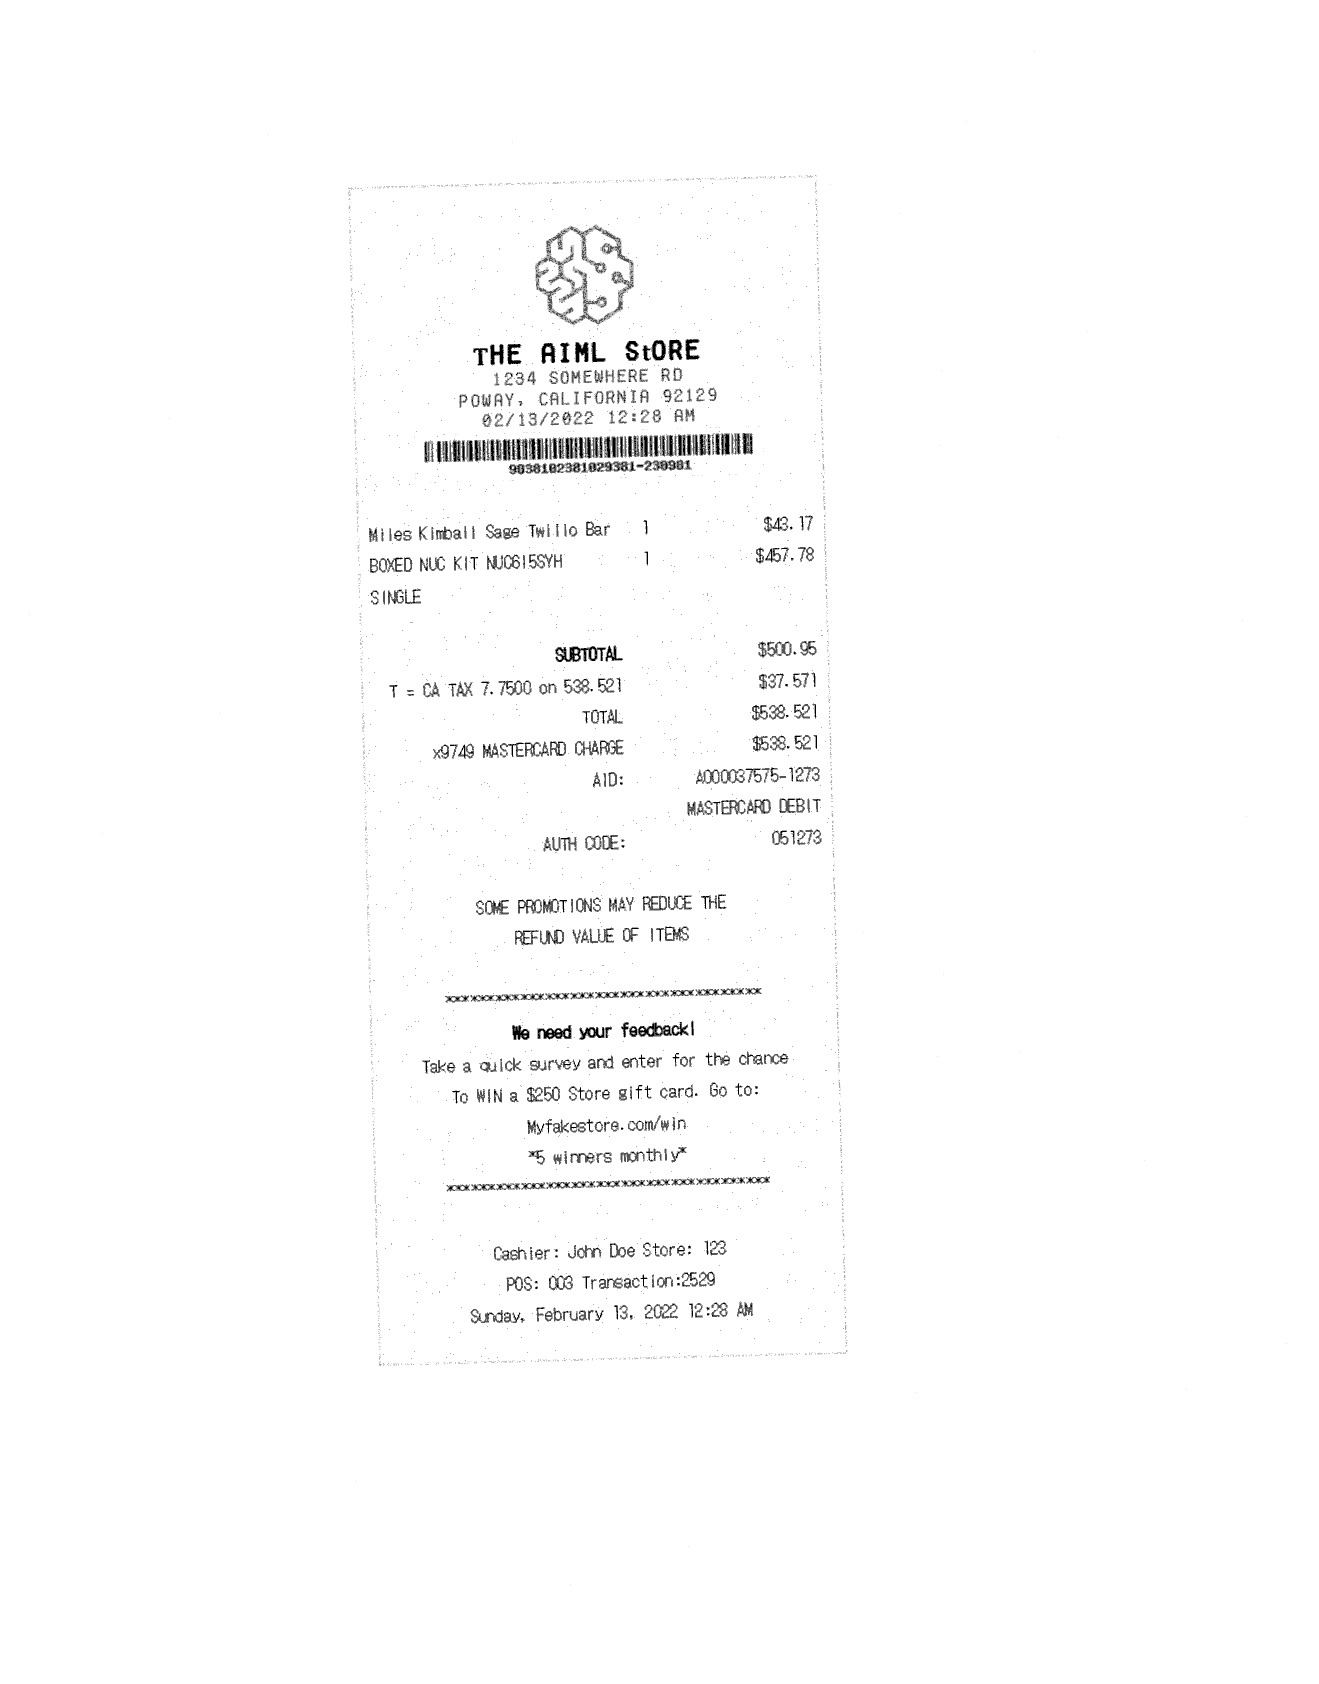 THE AIML StORE
1234 SOMEWHERE RD
POWAY, CALIFORNIA 92129
02/13/2022 12:28 AM
9038102381029381-230981
Miles Kimball Sage Twillo Bar 1 $43.17
BOXED NUC KIT NUC6I5SYH 1 $457.78
SINGLE
SUBTOTAL $500.95
T = CA TAX 7.7500 on 538.521 $37.571
TOTAL $538.521
x9749 MASTERCARD CHARGE $538.521
AID: A000037575-1273
MASTERCARD DEBIT
AUTH CODE: 051273
SOME PROMOTIONS MAY REDUCE THE
REFUND VALUE OF ITEMS
***************************************
We need your feedback!
Take a quick survey and enter for the chance
To WIN a $250 Store gift card. Go to:
Myfakestore.com/win
*5 winners monthly*
****************************************
Cashier: John Doe Store: 123
POS: 003 Transaction:2529
Sunday, February 13, 2022 12:28 AM